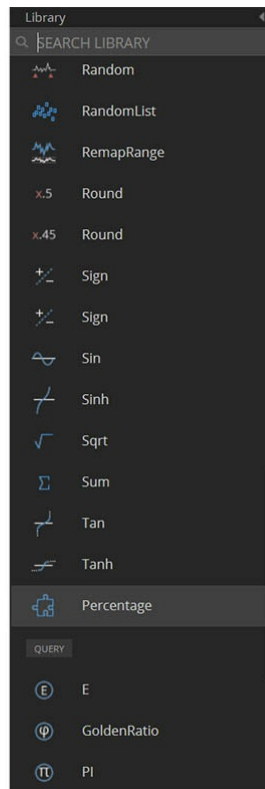 Library
SEARCH LIBRARY
Random
RandomList
RemapRange
x.5 Round
x.45 Round
Sign
Sign
Sin
Sinh
Sqrt
Σ Sum
Tan
Tanh
Percentage
QUERY
E E
φ GoldenRatio
π PI